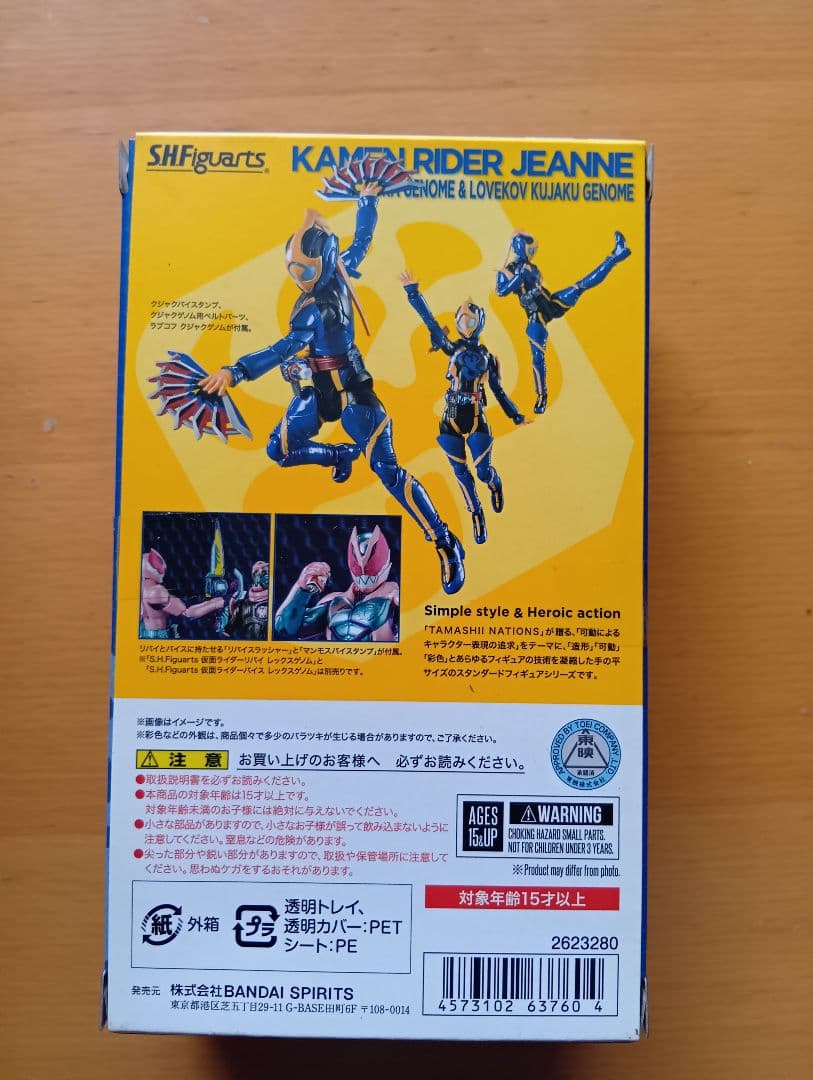 S.H.Figuarts
KAMEN RIDER JEANNE
GENOME & LOVEKOV KUJAKU GENOME
クジャクバイスタンプ、
クジャクゲノム用ベルトパーツ、
ラブコフ クジャクゲノムが付属。
リバイとバイスに持たせる「リバイスラッシャー」と「マンモスバイスタンプ」が付属。
※「S.H.Figuarts 仮面ライダーリバイ レックスゲノム」と
「S.H.Figuarts 仮面ライダーバイス レックスゲノム」は別売りです。
Simple style & Heroic action
「TAMASHII NATIONS」が贈る、「可動による
キャラクター表現の追求」をテーマに、「造形」「可動」
「彩色」とあらゆるフィギュアの技術を凝縮した手の平
サイズのスタンダードフィギュアシリーズです。
※画像はイメージです。
※彩色などの外観は、商品個々で多少のバラツキが生じる場合がありますので、ご了承ください。
APPROVED BY TOEI COMPANY, LTD
東映
承認済
東映株式会社
注意 お買い上げのお客様へ 必ずお読みください。
●取扱説明書を必ずお読みください。
●本商品の対象年齢は15才以上です。
対象年齢未満のお子様には絶対に与えないでください。
●小さな部品がありますので、小さなお子様が誤って飲み込まないように
注意してください。窒息などの危険があります。
●尖った部分や鋭い部分がありますので、取扱や保管場所に注意して
ください。思わぬケガをするおそれがあります。
AGES
15&UP
WARNING
CHOKING HAZARD SMALL PARTS.
NOT FOR CHILDREN UNDER 3 YEARS.
※Product may differ from photo.
対象年齢15才以上
紙 外箱
プラ 透明トレイ、
透明カバー:PET
シート:PE
2623280
4573102 63760 4
発売元 株式会社BANDAI SPIRITS
東京都港区芝五丁目29-11 G-BASE田町6F 〒108-0014